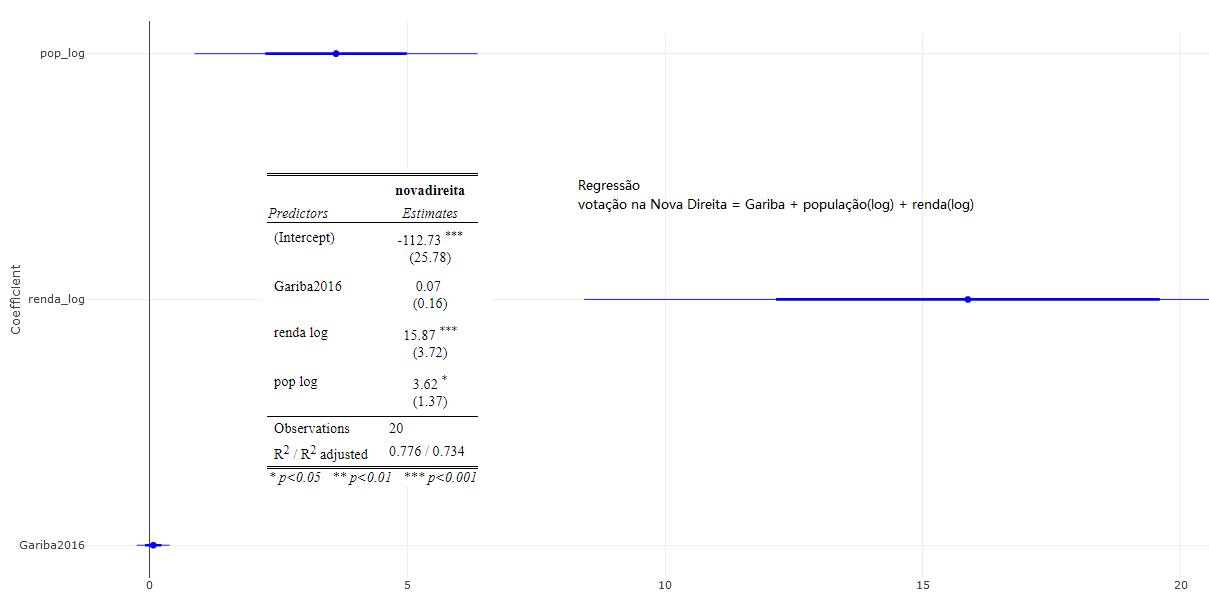 pop_log
novadireita
Predictors Estimates
(Intercept) -112.73 ***
(25.78)
Gariba2016 0.07
(0.16)
renda log 15.87 ***
(3.72)
pop log 3.62 *
(1.37)
Observations 20
R2 / R2 adjusted 0.776 / 0.734
* p<0.05 ** p<0.01 *** p<0.001
Regressão
votação na Nova Direita = Gariba + população(log) + renda(log)
Coefficient
renda_log
Gariba2016
0 5 10 15 20